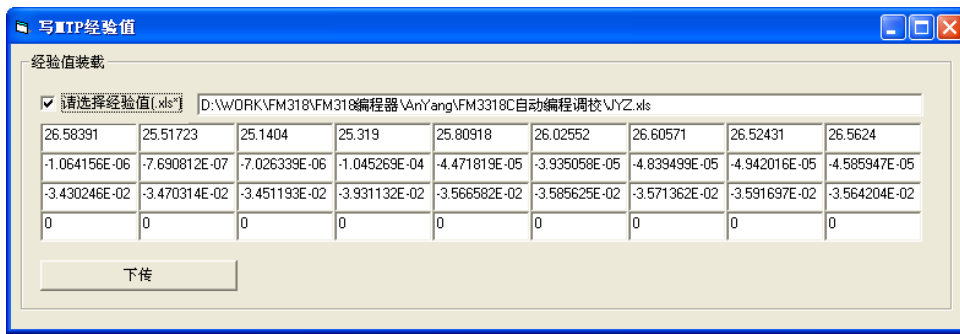 写MTP经验值
经验值装载
请选择经验值(.xls*) D:\WORK\FM318\FM318编程器\AnYang\FM3318C自动编程调校\JYZ.xls
26.58391 25.51723 25.1404 25.319 25.80918 26.02552 26.60571 26.52431 26.5624
-1.064156E-06 -7.690812E-07 -7.026339E-06 -1.045269E-04 -4.471819E-05 -3.935058E-05 -4.839499E-05 -4.942016E-05 -4.585947E-05
-3.430246E-02 -3.470314E-02 -3.451193E-02 -3.931132E-02 -3.566582E-02 -3.585625E-02 -3.571362E-02 -3.591697E-02 -3.564204E-02
0 0 0 0 0 0 0 0 0
下传